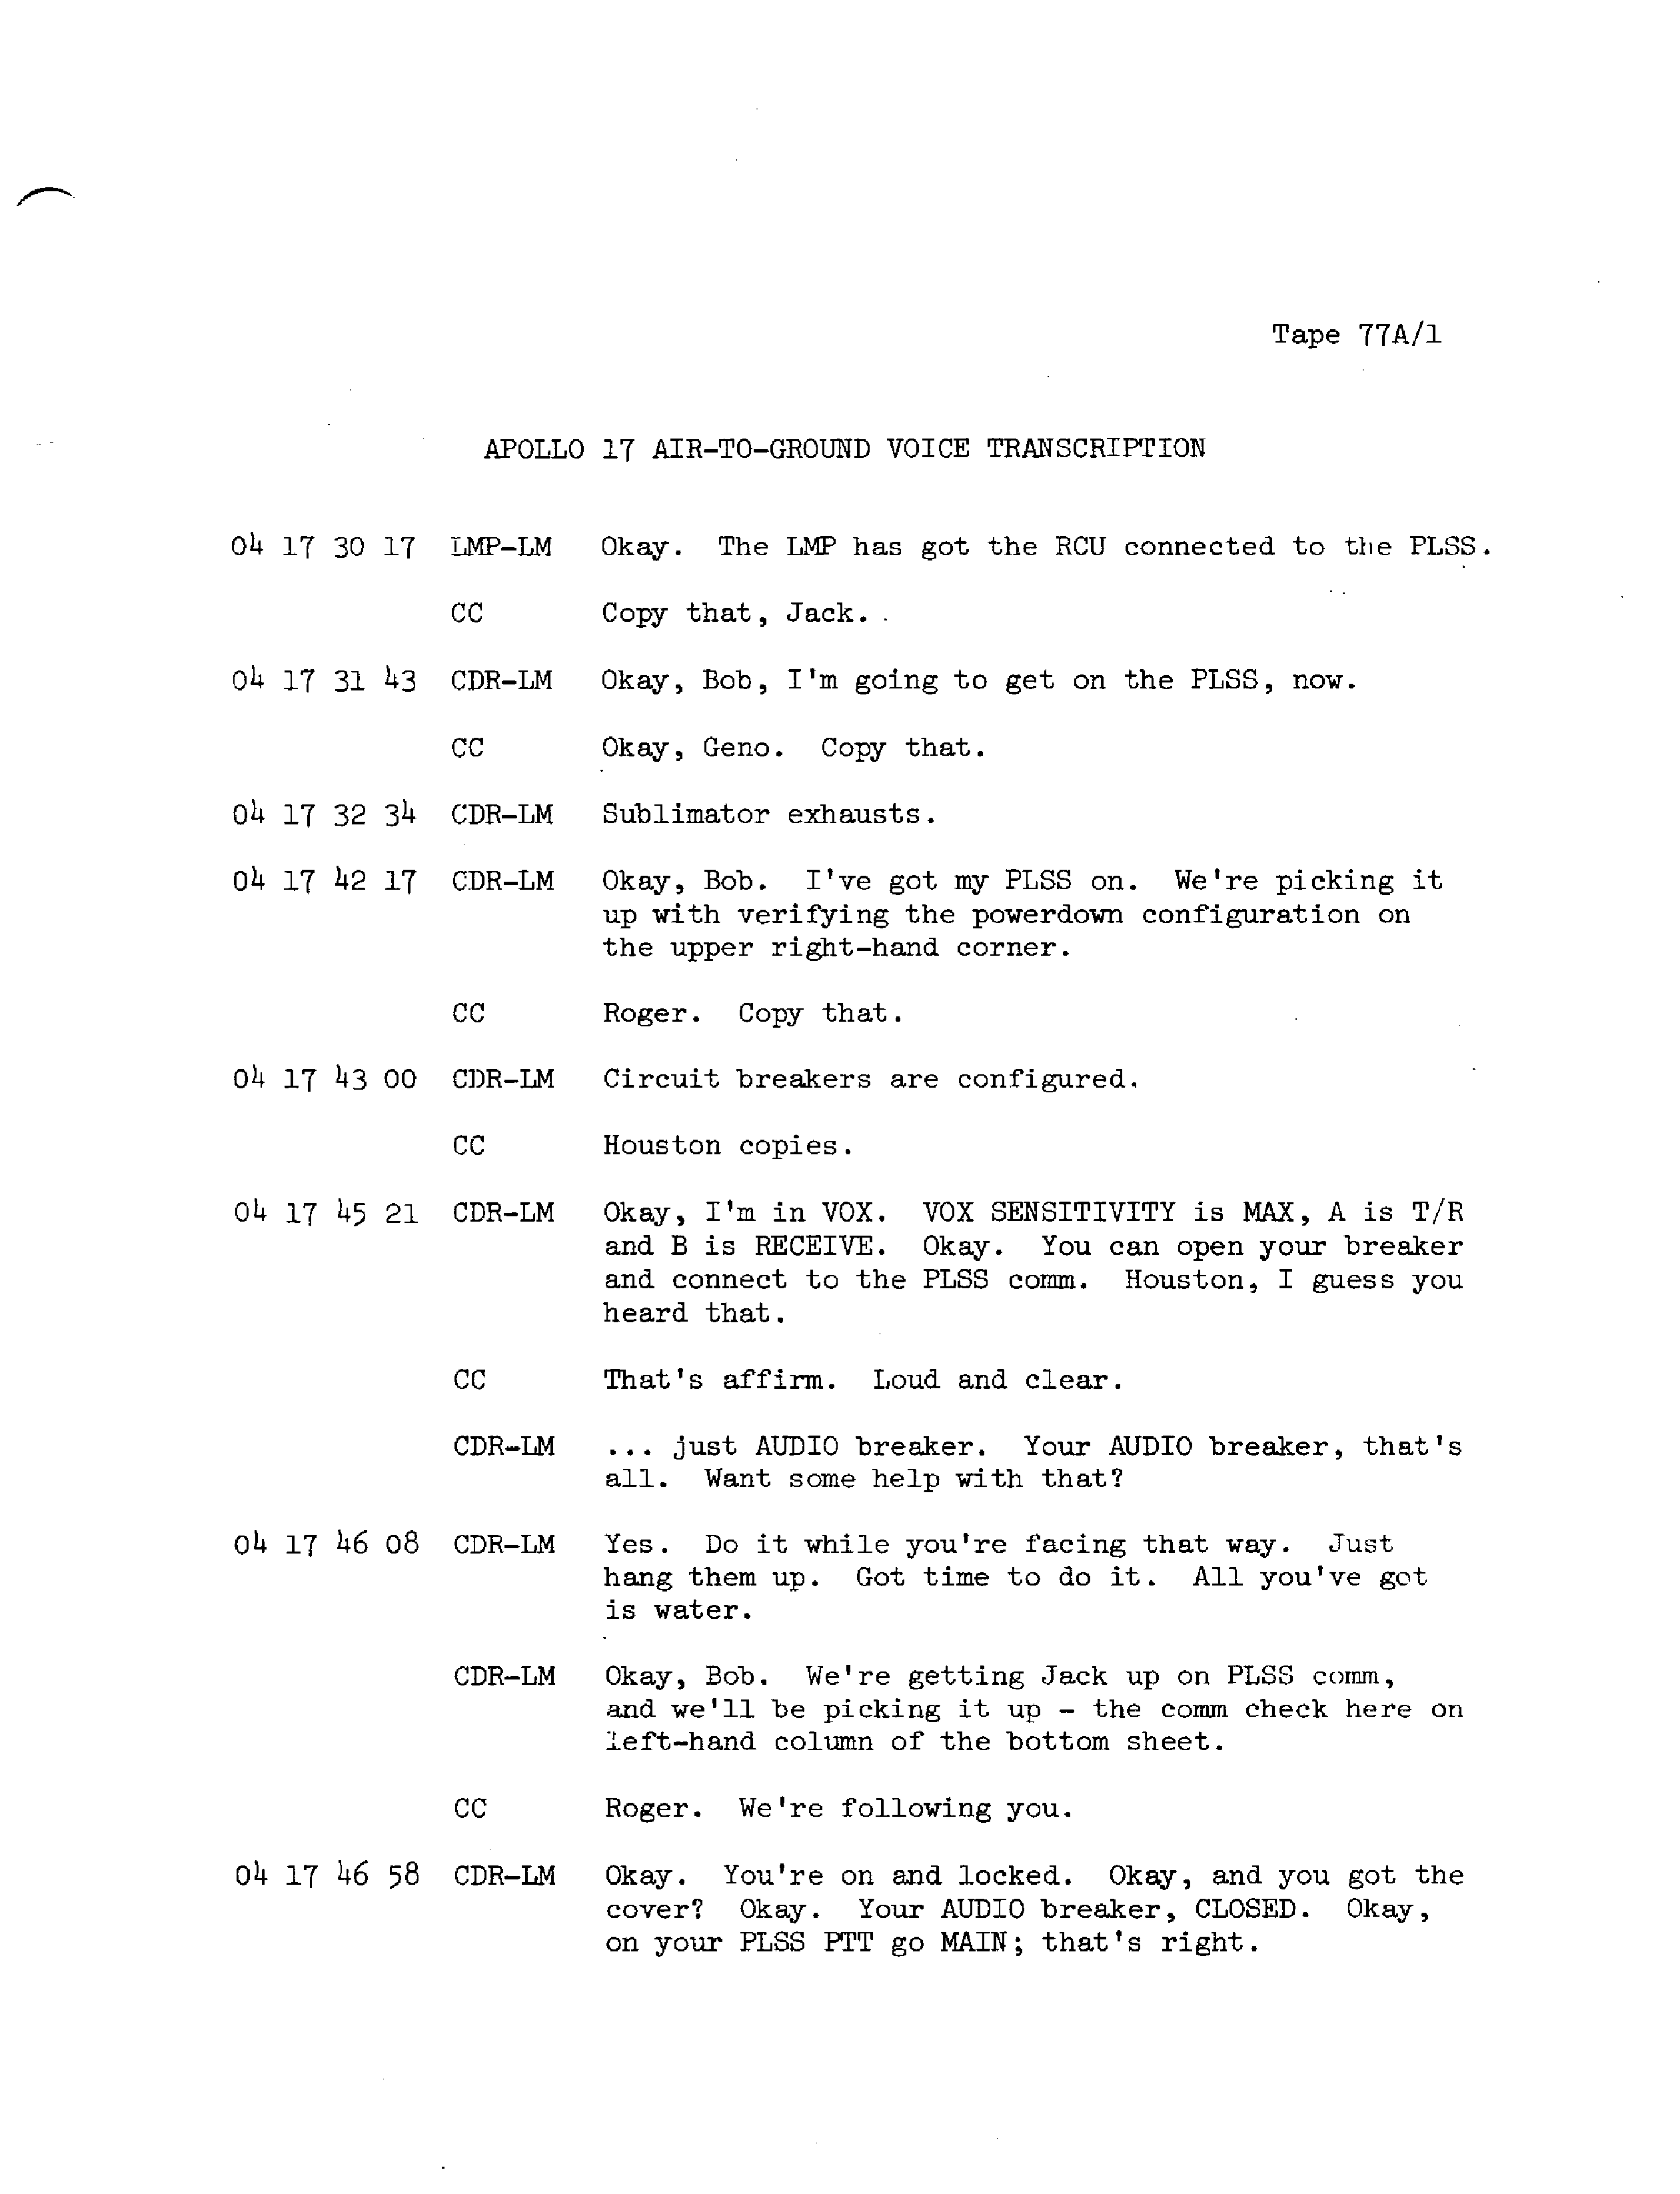 Tape 77A/1
APOLLO 17 AIR-TO-GROUND VOICE TRANSCRIPTION
04 17 30 17 LMP-LM Okay. The LMP has got the RCU connected to the PLSS.
CC Copy that, Jack.
04 17 31 43 CDR-LM Okay, Bob, I'm going to get on the PLSS, now.
CC Okay, Geno. Copy that.
04 17 32 34 CDR-LM Sublimator exhausts.
04 17 42 17 CDR-LM Okay, Bob. I've got my PLSS on. We're picking it
up with verifying the powerdown configuration on
the upper right-hand corner.
CC Roger. Copy that.
04 17 43 00 CDR-LM Circuit breakers are configured.
CC Houston copies.
04 17 45 21 CDR-LM Okay, I'm in VOX. VOX SENSITIVITY is MAX, A is T/R
and B is RECEIVE. Okay. You can open your breaker
and connect to the PLSS comm. Houston, I guess you
heard that.
CC That's affirm. Loud and clear.
CDR-LM ... just AUDIO breaker. Your AUDIO breaker, that's
all. Want some help with that?
04 17 46 08 CDR-LM Yes. Do it while you're facing that way. Just
hang them up. Got time to do it. All you've got
is water.
CDR-LM Okay, Bob. We're getting Jack up on PLSS comm,
and we'll be picking it up - the comm check here on
left-hand column of the bottom sheet.
CC Roger. We're following you.
04 17 46 58 CDR-LM Okay. You're on and locked. Okay, and you got the
cover? Okay. Your AUDIO breaker, CLOSED. Okay,
on your PLSS PTT go MAIN; that's right.